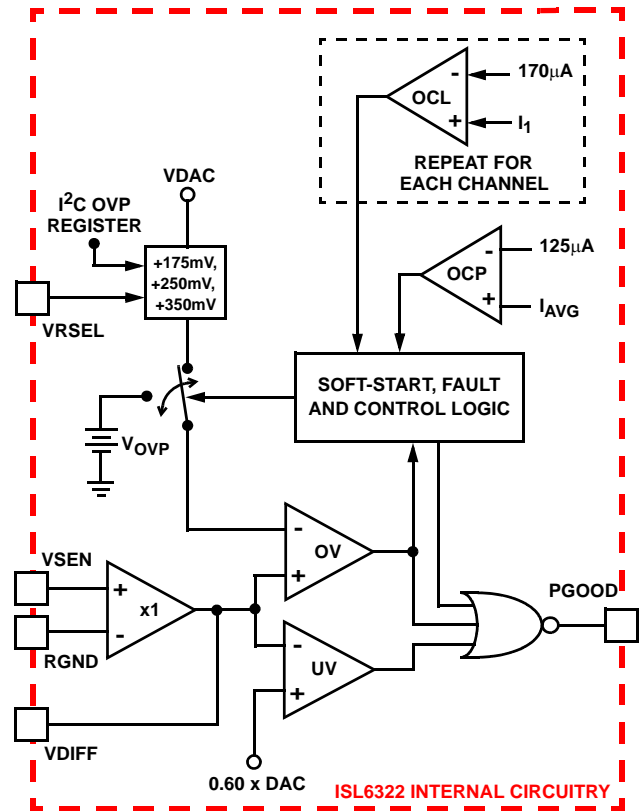 170µA
-
OCL
+
I1
REPEAT FOR
EACH CHANNEL
VDAC
I²C OVP
REGISTER
+175mV,
+250mV,
+350mV
VRSEL
-
125µA
OCP
+
IAVG
SOFT-START, FAULT
AND CONTROL LOGIC
VOVP
-
OV
+
VSEN
+
x1
-
RGND
-
UV
+
PGOOD
VDIFF
0.60 x DAC
ISL6322 INTERNAL CIRCUITRY